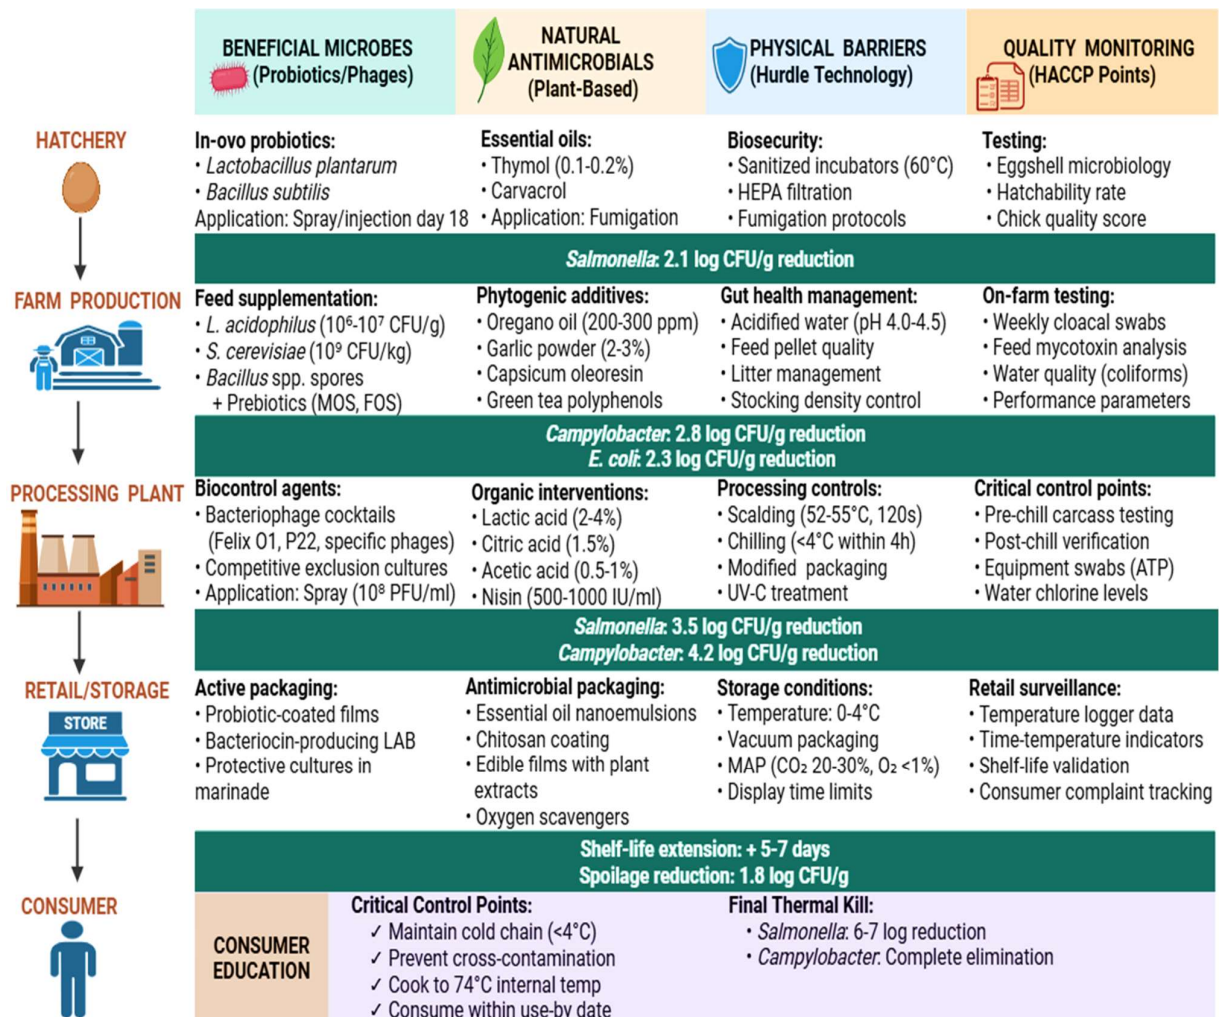 BENEFICIAL MICROBES
(Probiotics/Phages)
NATURAL
ANTIMICROBIALS
(Plant-Based)
PHYSICAL BARRIERS
(Hurdle Technology)
QUALITY MONITORING
(HACCP Points)
HATCHERY
In-ovo probiotics:
• Lactobacillus plantarum
• Bacillus subtilis
Application: Spray/injection day 18
Essential oils:
• Thymol (0.1-0.2%)
• Carvacrol
• Application: Fumigation
Biosecurity:
• Sanitized incubators (60°C)
• HEPA filtration
• Fumigation protocols
Testing:
• Eggshell microbiology
• Hatchability rate
• Chick quality score
Salmonella: 2.1 log CFU/g reduction
FARM PRODUCTION
Feed supplementation:
• L. acidophilus (10⁶-10⁷ CFU/g)
• S. cerevisiae (10⁹ CFU/kg)
• Bacillus spp. spores
+ Prebiotics (MOS, FOS)
Phytogenic additives:
• Oregano oil (200-300 ppm)
• Garlic powder (2-3%)
• Capsicum oleoresin
• Green tea polyphenols
Gut health management:
• Acidified water (pH 4.0-4.5)
• Feed pellet quality
• Litter management
• Stocking density control
On-farm testing:
• Weekly cloacal swabs
• Feed mycotoxin analysis
• Water quality (coliforms)
• Performance parameters
Campylobacter: 2.8 log CFU/g reduction
E. coli: 2.3 log CFU/g reduction
PROCESSING PLANT
Biocontrol agents:
• Bacteriophage cocktails
(Felix O1, P22, specific phages)
• Competitive exclusion cultures
• Application: Spray (10⁸ PFU/ml)
Organic interventions:
• Lactic acid (2-4%)
• Citric acid (1.5%)
• Acetic acid (0.5-1%)
• Nisin (500-1000 IU/ml)
Processing controls:
• Scalding (52-55°C, 120s)
• Chilling (<4°C within 4h)
• Modified packaging
• UV-C treatment
Critical control points:
• Pre-chill carcass testing
• Post-chill verification
• Equipment swabs (ATP)
• Water chlorine levels
Salmonella: 3.5 log CFU/g reduction
Campylobacter: 4.2 log CFU/g reduction
RETAIL/STORAGE
STORE
Active packaging:
• Probiotic-coated films
• Bacteriocin-producing LAB
• Protective cultures in
marinade
Antimicrobial packaging:
• Essential oil nanoemulsions
• Chitosan coating
• Edible films with plant
extracts
• Oxygen scavengers
Storage conditions:
• Temperature: 0-4°C
• Vacuum packaging
• MAP (CO₂ 20-30%, O₂ <1%)
• Display time limits
Retail surveillance:
• Temperature logger data
• Time-temperature indicators
• Shelf-life validation
• Consumer complaint tracking
Shelf-life extension: + 5-7 days
Spoilage reduction: 1.8 log CFU/g
CONSUMER
CONSUMER
EDUCATION
Critical Control Points:
✓ Maintain cold chain (<4°C)
✓ Prevent cross-contamination
✓ Cook to 74°C internal temp
✓ Consume within use-by date
Final Thermal Kill:
• Salmonella: 6-7 log reduction
• Campylobacter: Complete elimination